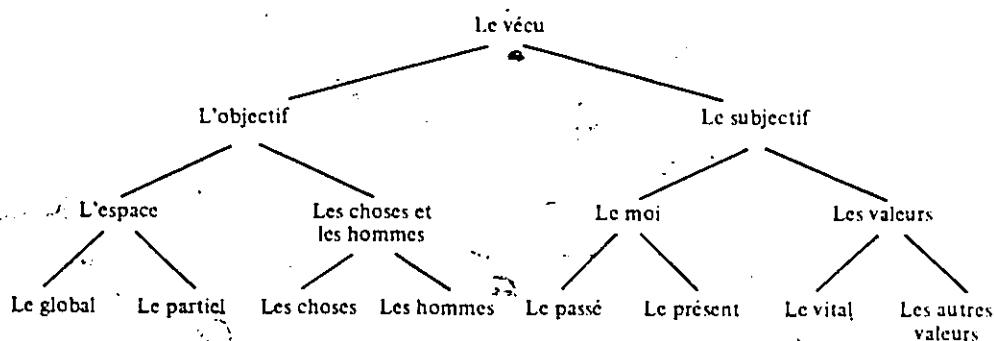 Le vécu
L'objectif
Le subjectif
L'espace
Les choses et
les hommes
Le moi
Les valeurs
Le global
Le partiel
Les choses
Les hommes
Le passé
Le présent
Le vital
Les autres
valeurs